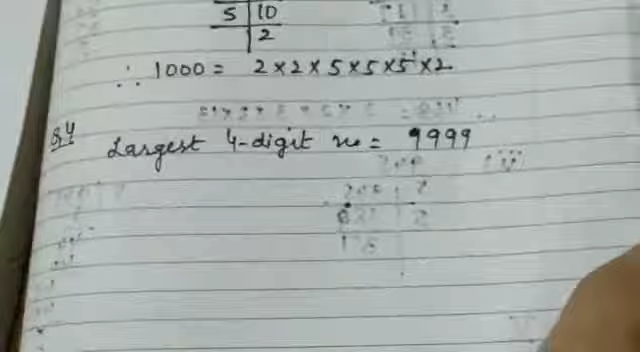 5 | 10
2
∴ 1000 = 2×2×5×5×5×2
Q4 Largest 4-digit no = 9999